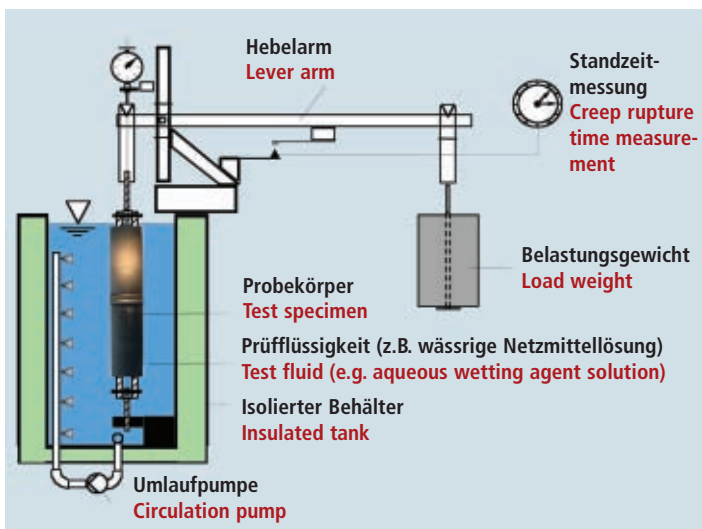 Hebelarm
Lever arm
Standzeit-
messung
Creep rupture
time measure-
ment
Belastungsgewicht
Load weight
Probekörper
Test specimen
Prüfflüssigkeit (z.B. wässrige Netzmittellösung)
Test fluid (e.g. aqueous wetting agent solution)
Isolierter Behälter
Insulated tank
Umlaufpumpe
Circulation pump